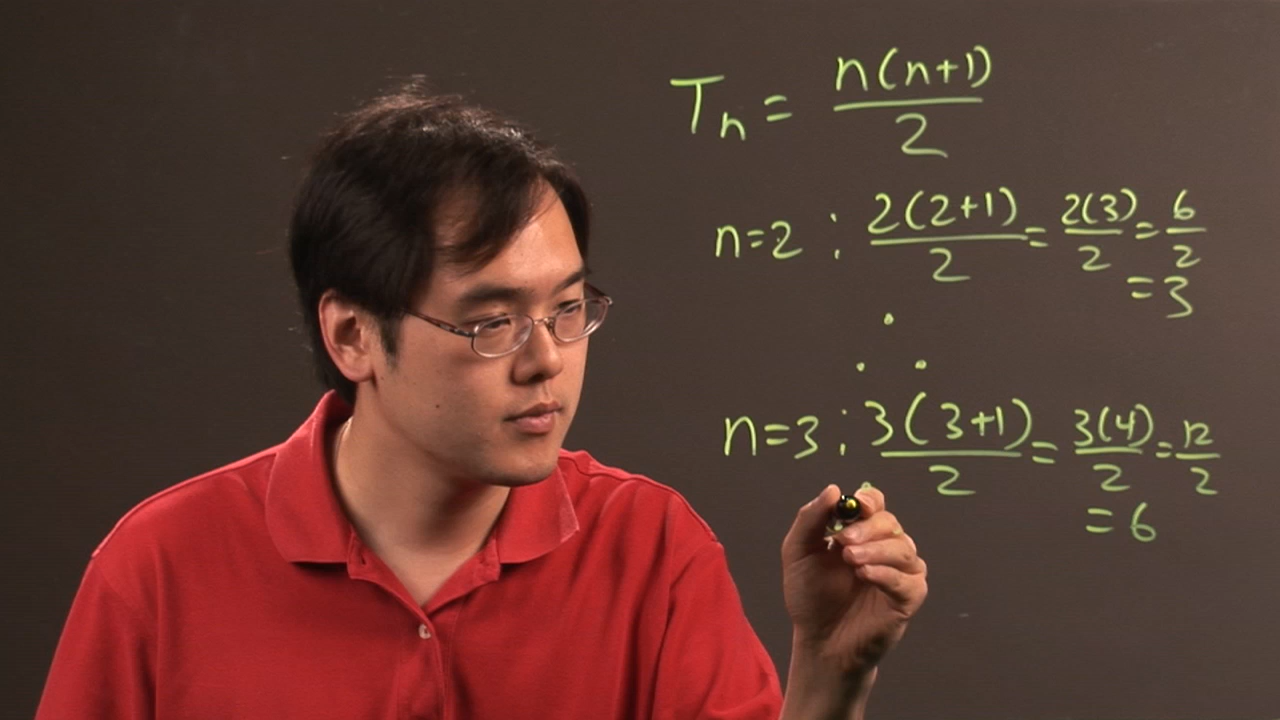 Tn = n(n+1)/2
n=2 : 2(2+1)/2 = 2(3)/2 = 6/2
=3
n=3 : 3(3+1)/2 = 3(4)/2 = 12/2
=6